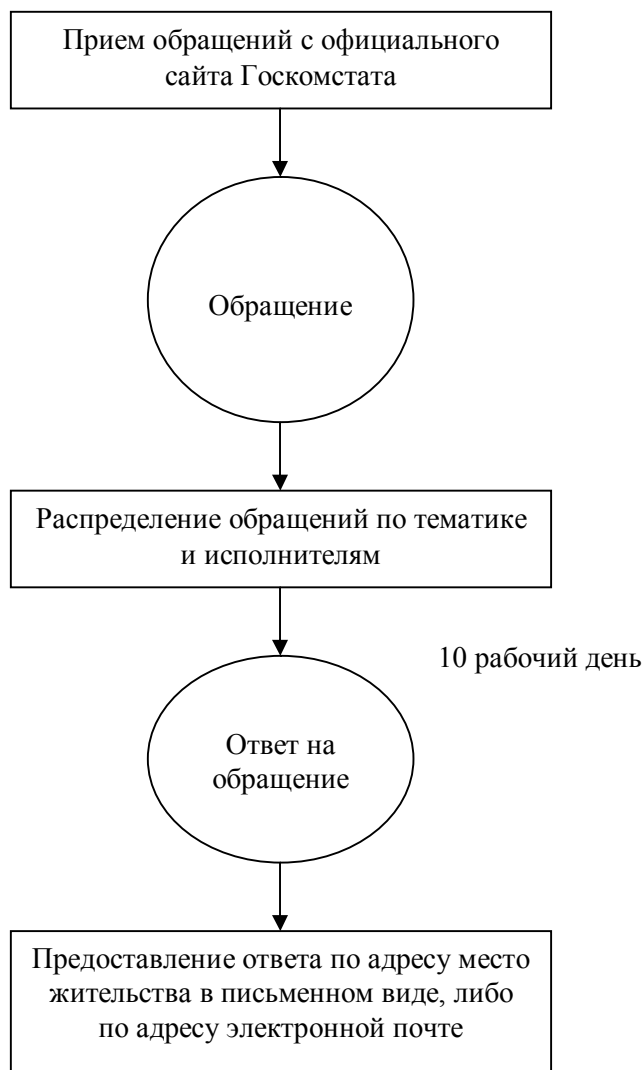 Прием обращений с официального
сайта Госкомстата
Обращение
Распределение обращений по тематике
и исполнителям
10 рабочий день
Ответ на
обращение
Предоставление ответа по адресу место
жительства в письменном виде, либо
по адресу электронной почте